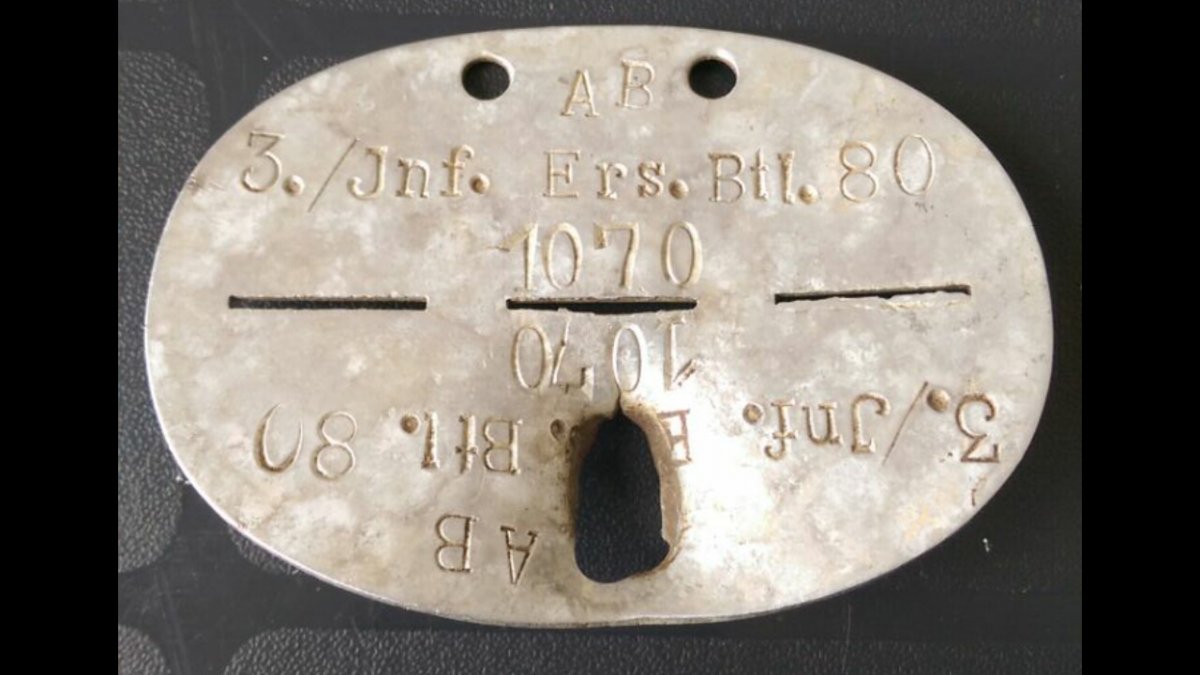 AB
3./Jnf. Ers. Btl. 80
1070
1070
3./Jnf. Btl. 80
AB